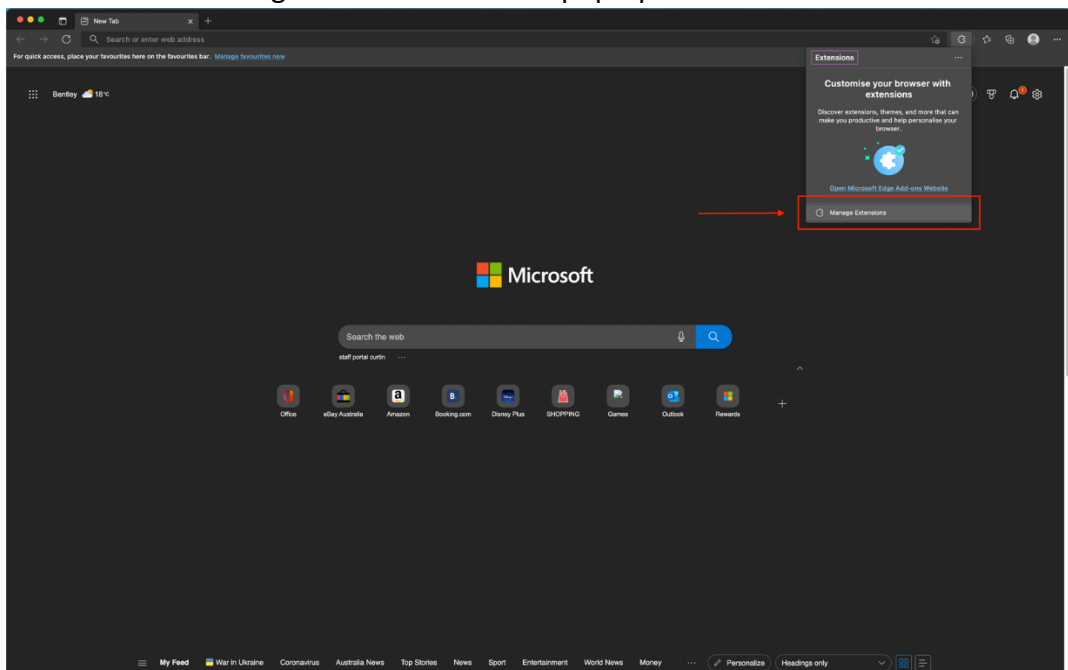 New Tab
Search or enter web address
For quick access, place your favourites here on the favourites bar. Manage favourites now
Extensions
Bentley 18°C
Customise your browser with
extensions
Discover extensions, themes, and more that can
make you productive and help personalise your
browser.
Open Microsoft Edge Add-ons Website
Manage Extensions
Microsoft
Search the web
staff portal curtin
Office
eBay Australia
Amazon
Booking.com
Disney Plus
SHOPPING
Games
Outlook
Rewards
My Feed
War in Ukraine
Coronavirus
Australia News
Top Stories
News
Sport
Entertainment
World News
Money
Personalize
Headings only